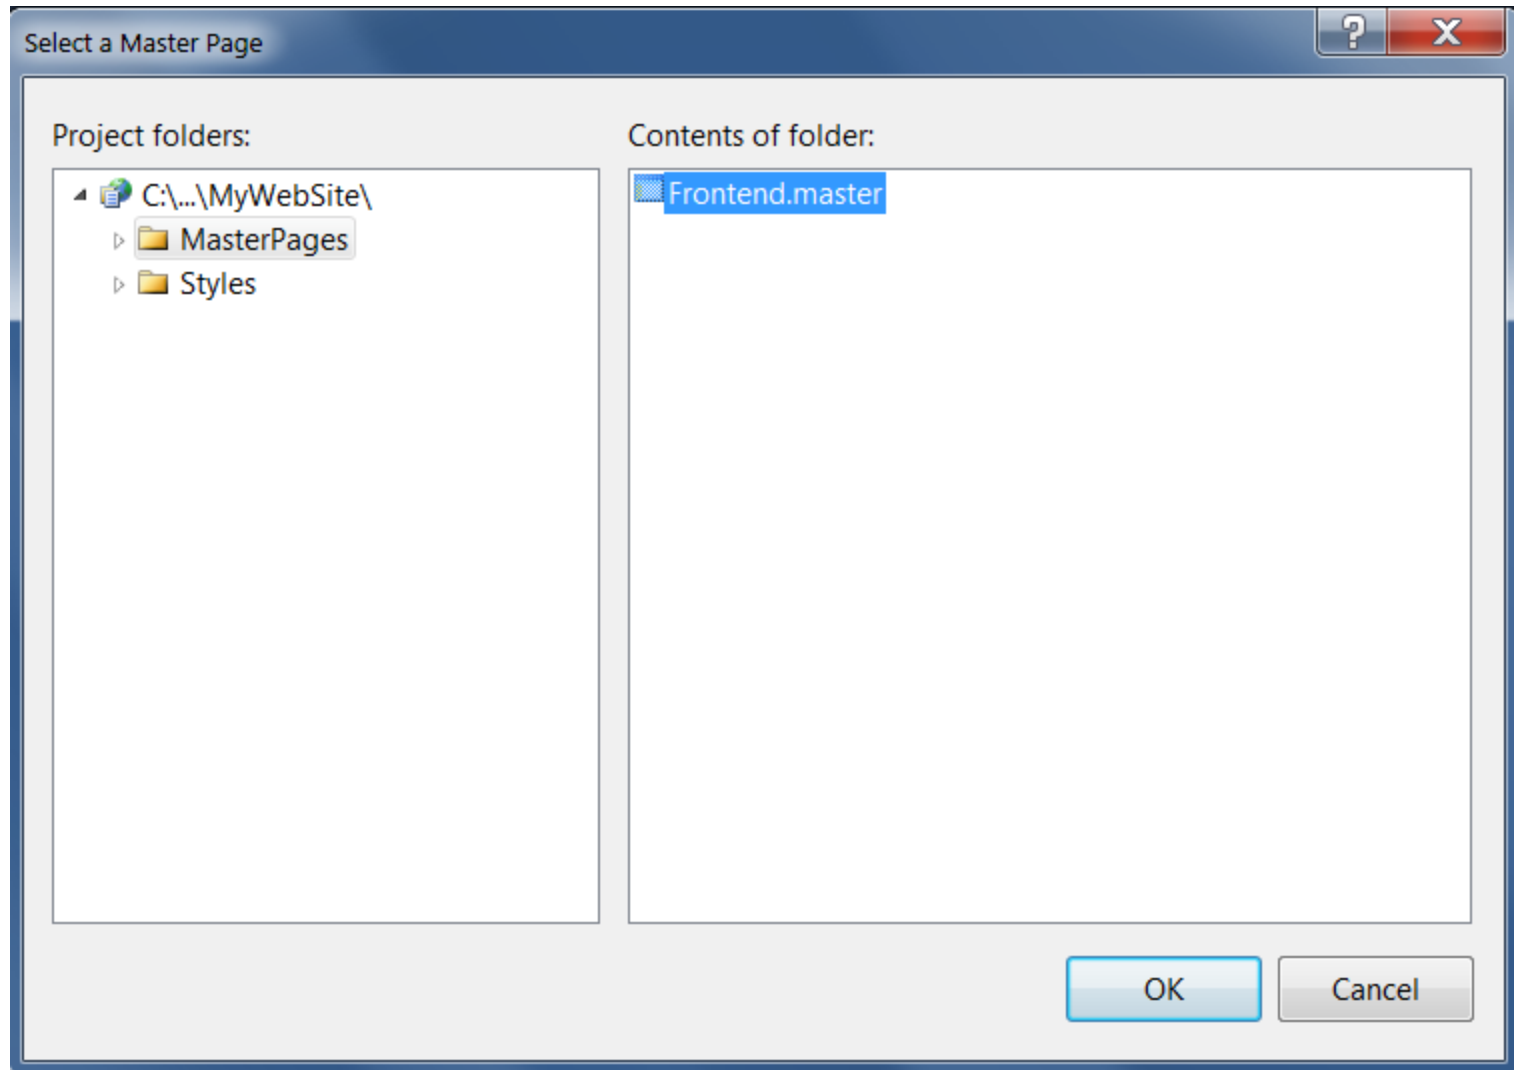 Select a Master Page
Project folders:
C:\...\MyWebSite\
MasterPages
Styles
Contents of folder:
Frontend.master
OK
Cancel